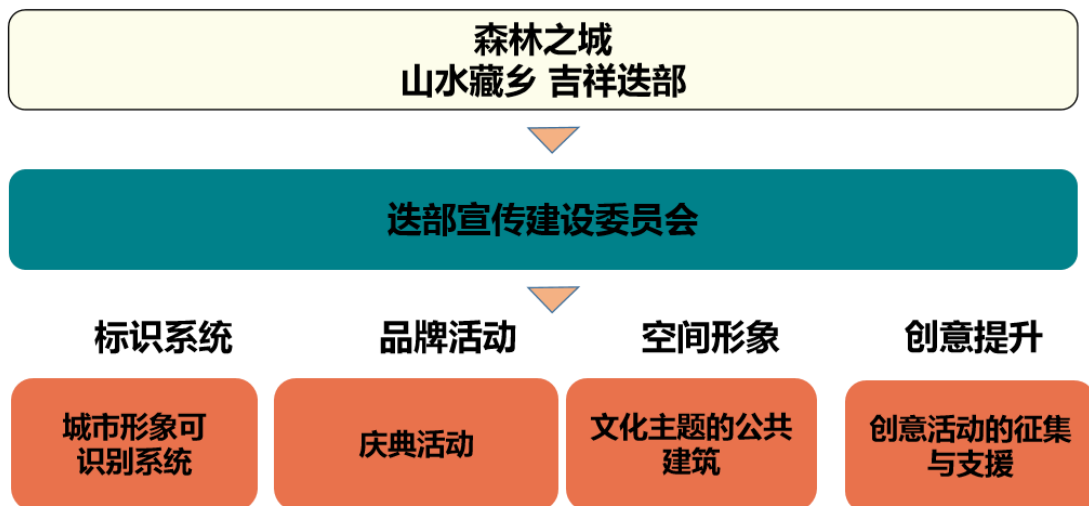 森林之城
山水藏乡 吉祥迭部
迭部宣传建设委员会
标识系统
品牌活动
空间形象
创意提升
城市形象可
识别系统
庆典活动
文化主题的公共
建筑
创意活动的征集
与支援